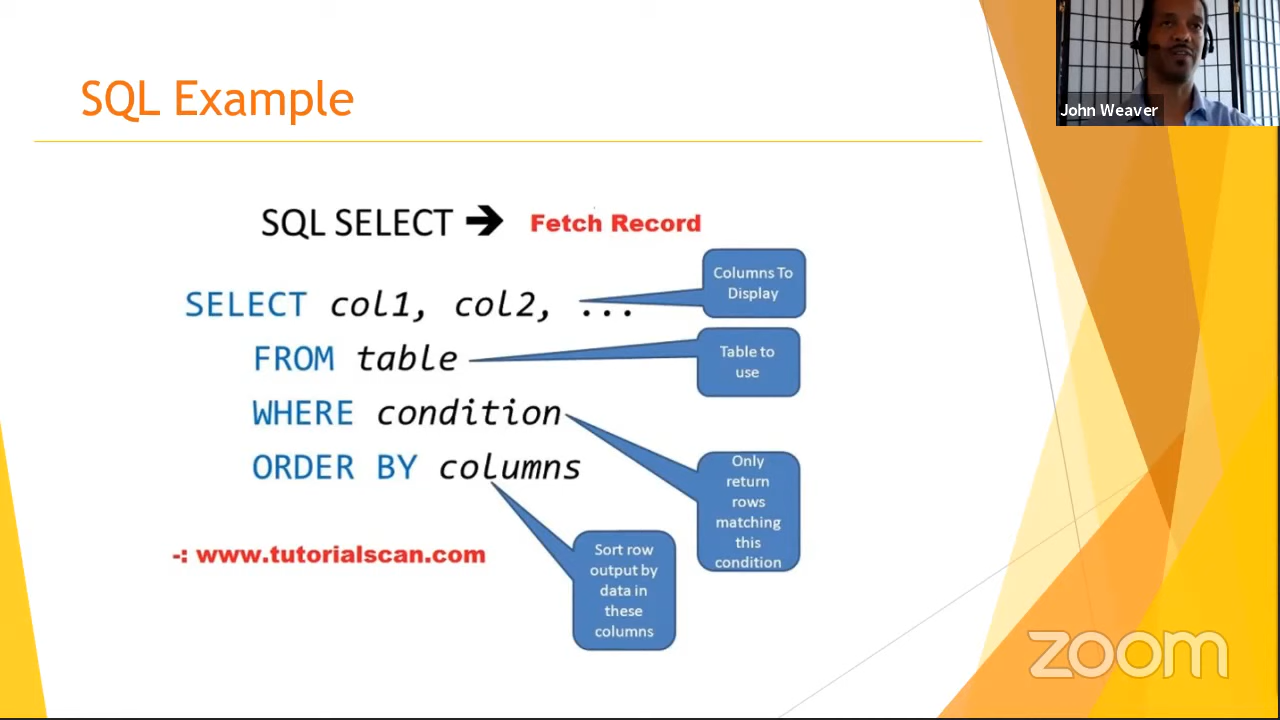 SQL Example
John Weaver
SQL SELECT ➔ Fetch Record
SELECT col1, col2, ...
Columns To
Display
FROM table
Table to
use
WHERE condition
Only
return
rows
matching
this
condition
ORDER BY columns
Sort row
output by
data in
these
columns
-: www.tutorialscan.com
zoom